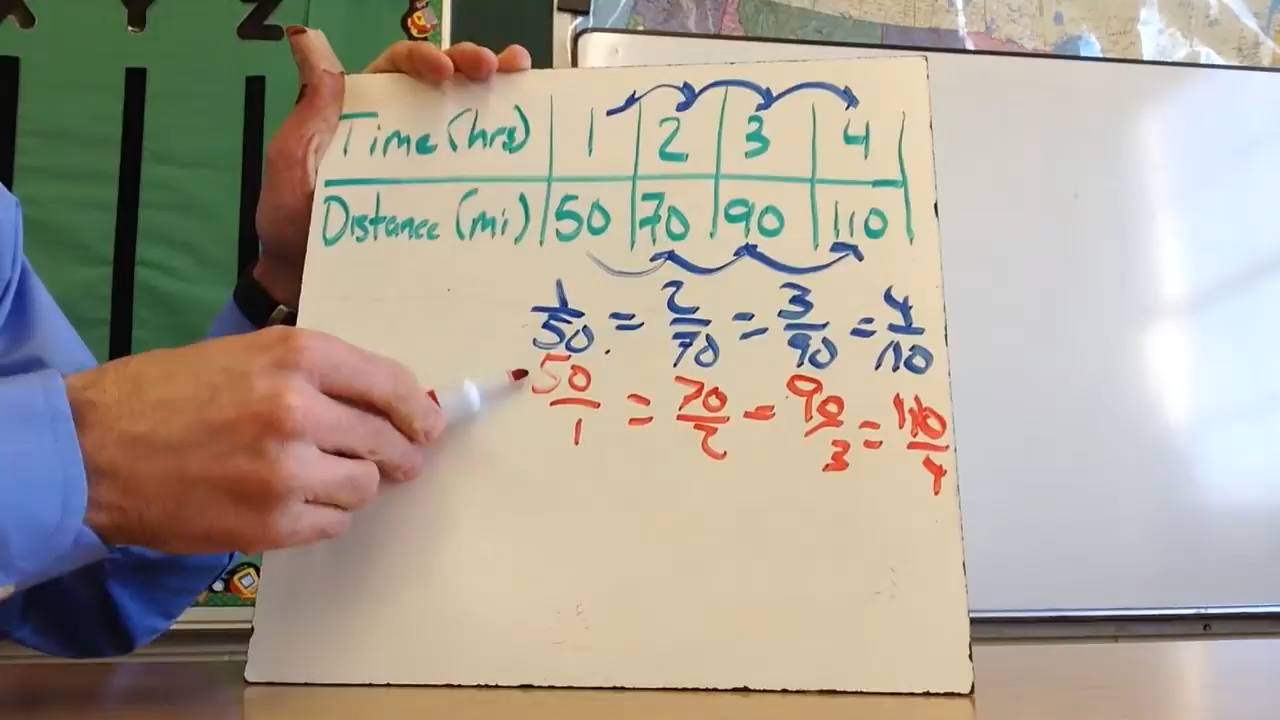 Y Z
Time (hrs) 1 2 3 4
Distance (mi) 50 70 90 110
1/50 = 2/70 = 3/90 = 4/110
50/1 = 70/2 = 90/3 = 110/4